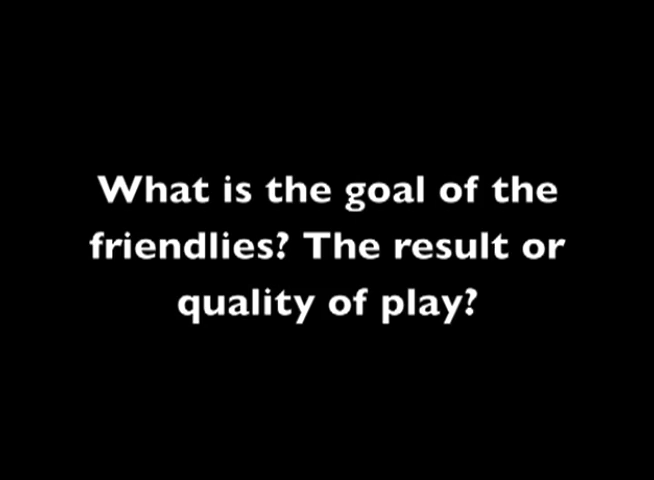 What is the goal of the
friendlies? The result or
quality of play?